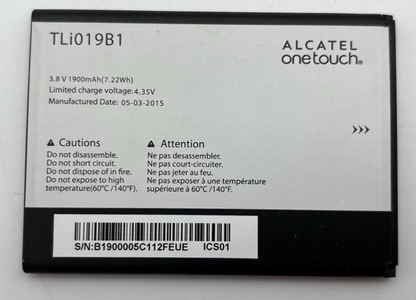 TLi019B1
ALCATEL
onetouch®
3.8 V 1900mAh(7.22Wh)
Limited charge voltage:4.35V
Manufactured Date: 05-03-2015
Cautions
Do not disassemble.
Do not short circuit.
Do not dispose of in fire.
Do not expose to high
temperature(60°C /140°F).
Attention
Ne pas desassembler.
Ne pas court-circuiter.
Ne pas jeter au feu.
Ne pas exposer à une température
supérieure à 60°C /140°F.
S/N:B1900005C112FEUE ICS01